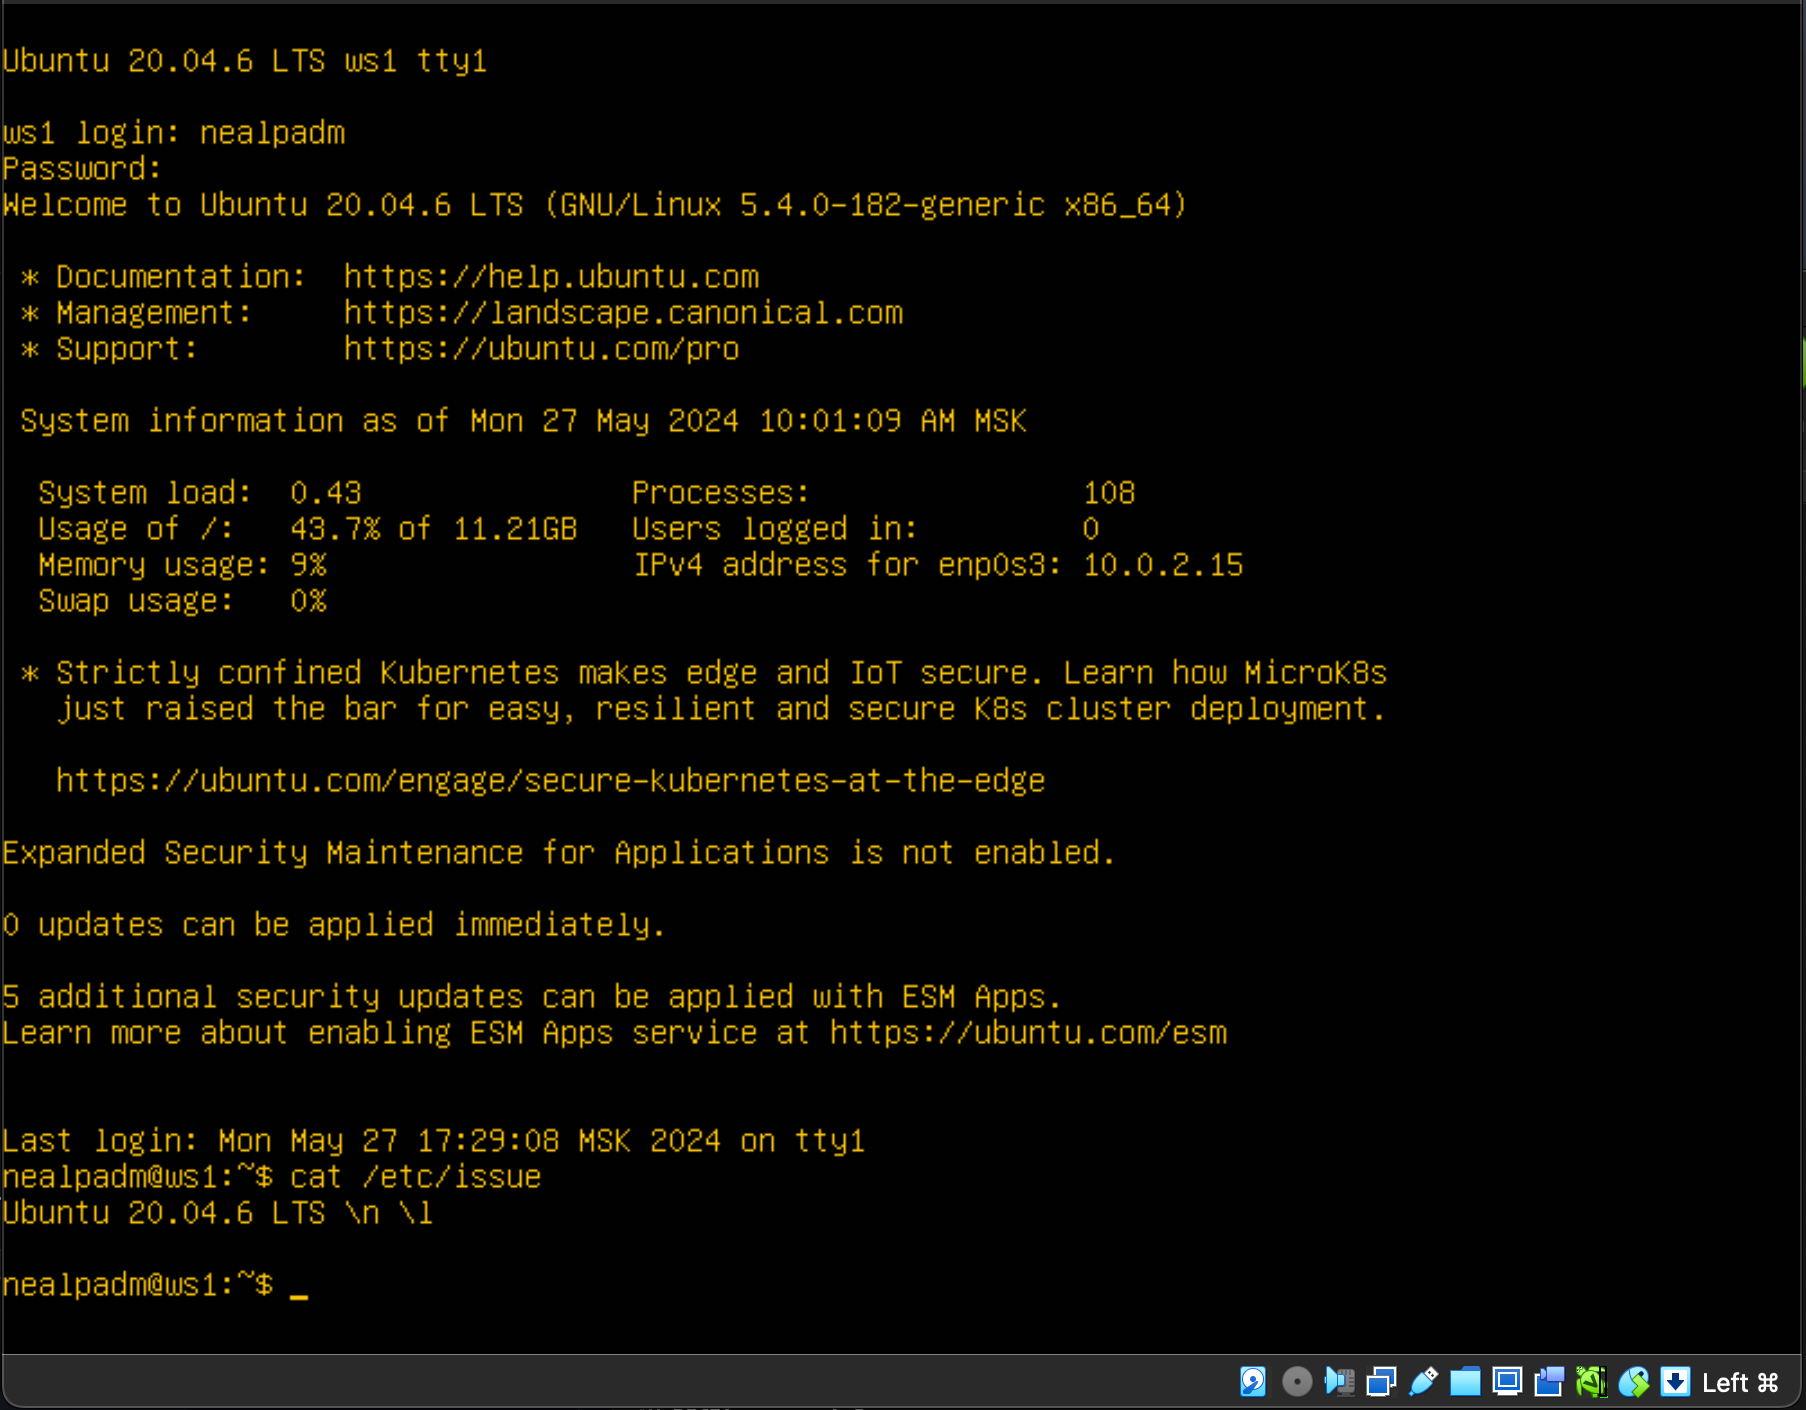 Ubuntu 20.04.6 LTS ws1 tty1
ws1 login: nealpadm
Password:
Welcome to Ubuntu 20.04.6 LTS (GNU/Linux 5.4.0-182-generic x86_64)
* Documentation:  https://help.ubuntu.com
* Management:     https://landscape.canonical.com
* Support:        https://ubuntu.com/pro
System information as of Mon 27 May 2024 10:01:09 AM MSK
System load:  0.43               Processes:               108
Usage of /:   43.7% of 11.21GB   Users logged in:         0
Memory usage: 9%                 IPv4 address for enp0s3: 10.0.2.15
Swap usage:   0%
* Strictly confined Kubernetes makes edge and IoT secure. Learn how MicroK8s
just raised the bar for easy, resilient and secure K8s cluster deployment.
https://ubuntu.com/engage/secure-kubernetes-at-the-edge
Expanded Security Maintenance for Applications is not enabled.
0 updates can be applied immediately.
5 additional security updates can be applied with ESM Apps.
Learn more about enabling ESM Apps service at https://ubuntu.com/esm
Last login: Mon May 27 17:29:08 MSK 2024 on tty1
nealpadm@ws1:~$ cat /etc/issue
Ubuntu 20.04.6 LTS \n \l
nealpadm@ws1:~$ _
Left ⌘